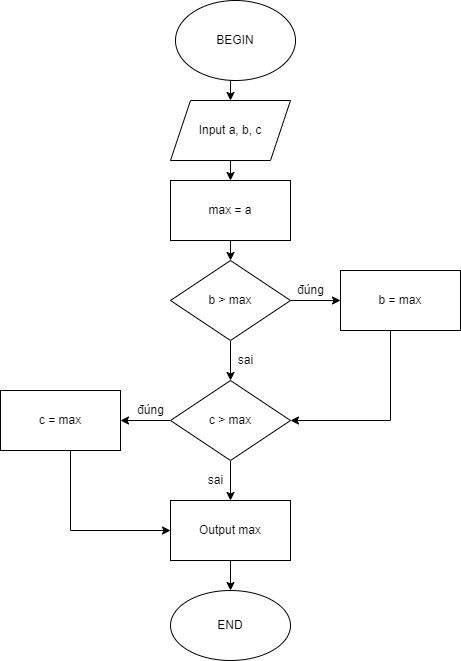 BEGIN
Input a, b, c
max = a
b > max
đúng
b = max
sai
c > max
đúng
c = max
sai
Output max
END